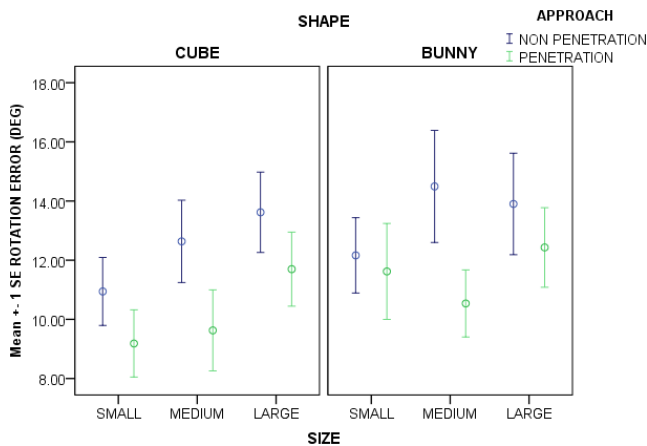 SHAPE
APPROACH
NON PENETRATION
PENETRATION
CUBE
BUNNY
Mean +- 1 SE ROTATION ERROR (DEG)
18.00
16.00
14.00
12.00
10.00
8.00
SMALL MEDIUM LARGE SMALL MEDIUM LARGE
SIZE